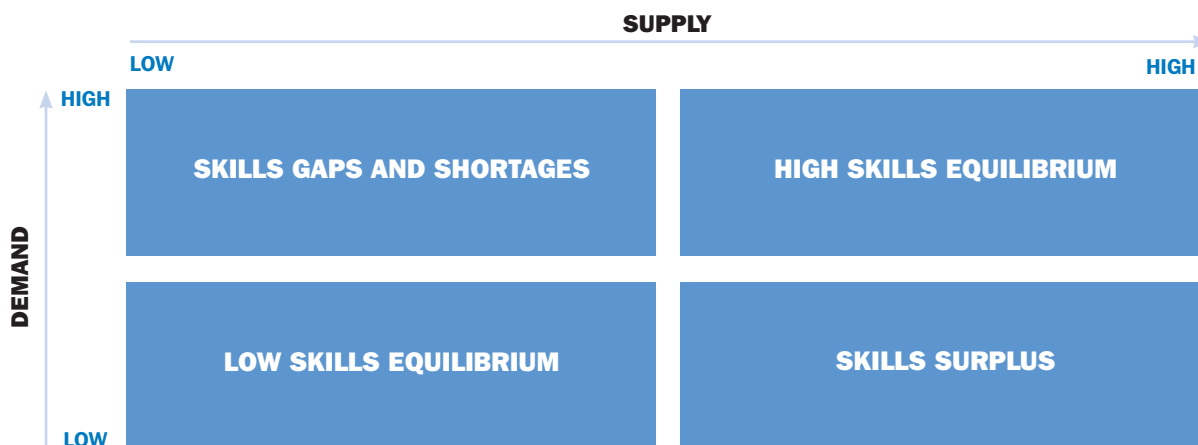 SUPPLY
LOW
HIGH
HIGH
SKILLS GAPS AND SHORTAGES
HIGH SKILLS EQUILIBRIUM
DEMAND
LOW SKILLS EQUILIBRIUM
SKILLS SURPLUS
LOW